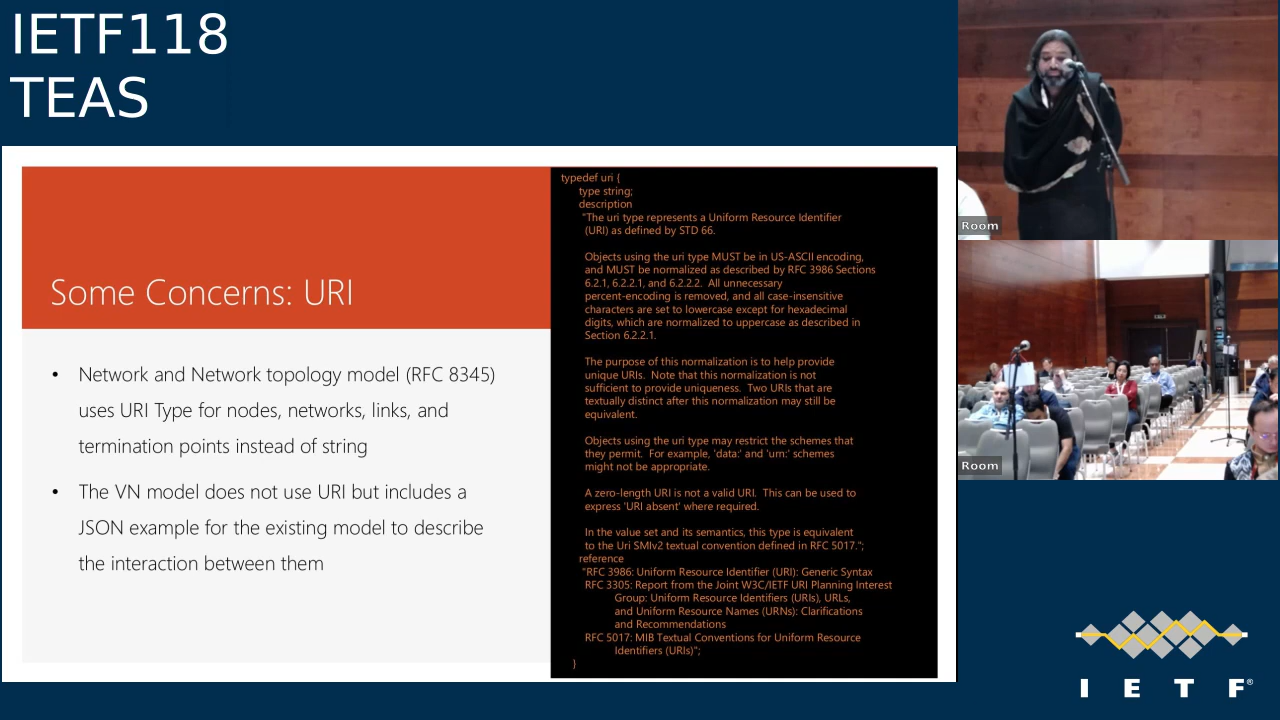 IETF118
TEAS
Some Concerns: URI
• Network and Network topology model (RFC 8345)
uses URI Type for nodes, networks, links, and
termination points instead of string
• The VN model does not use URI but includes a
JSON example for the existing model to describe
the interaction between them
typedef uri {
type string;
description
"The uri type represents a Uniform Resource Identifier
(URI) as defined by STD 66.
Objects using the uri type MUST be in US-ASCII encoding,
and MUST be normalized as described by RFC 3986 Sections
6.2.1, 6.2.2.1, and 6.2.2.2. All unnecessary
percent-encoding is removed, and all case-insensitive
characters are set to lowercase except for hexadecimal
digits, which are normalized to uppercase as described in
Section 6.2.2.1.
The purpose of this normalization is to help provide
unique URIs. Note that this normalization is not
sufficient to provide uniqueness. Two URIs that are
textually distinct after this normalization may still be
equivalent.
Objects using the uri type may restrict the schemes that
they permit. For example, 'data:' and 'urn:' schemes
might not be appropriate.
A zero-length URI is not a valid URI. This can be used to
express 'URI absent' where required.
In the value set and its semantics, this type is equivalent
to the Uri SMIv2 textual convention defined in RFC 5017.";
reference
"RFC 3986: Uniform Resource Identifier (URI): Generic Syntax
RFC 3305: Report from the Joint W3C/IETF URI Planning Interest
Group: Uniform Resource Identifiers (URIs), URLs,
and Uniform Resource Names (URNs): Clarifications
and Recommendations
RFC 5017: MIB Textual Conventions for Uniform Resource
Identifiers (URIs)";
}
Room
Room
I E T F®